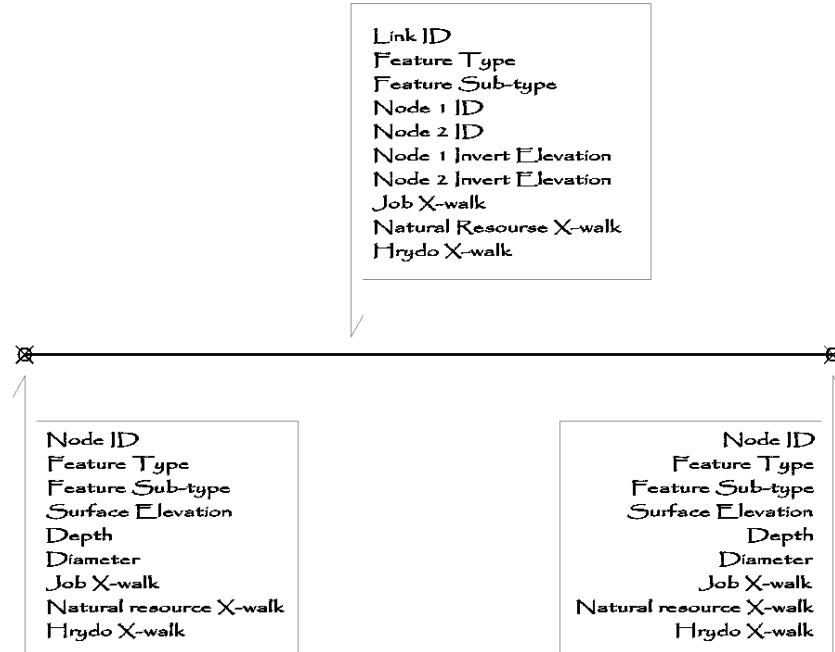 Link ID
Feature Type
Feature Sub-type
Node 1 ID
Node 2 ID
Node 1 Invert Elevation
Node 2 Invert Elevation
Job X-walk
Natural Resourse X-walk
Hrydo X-walk
Node ID
Feature Type
Feature Sub-type
Surface Elevation
Depth
Diameter
Job X-walk
Natural resource X-walk
Hrydo X-walk
Node ID
Feature Type
Feature Sub-type
Surface Elevation
Depth
Diameter
Job X-walk
Natural resource X-walk
Hrydo X-walk